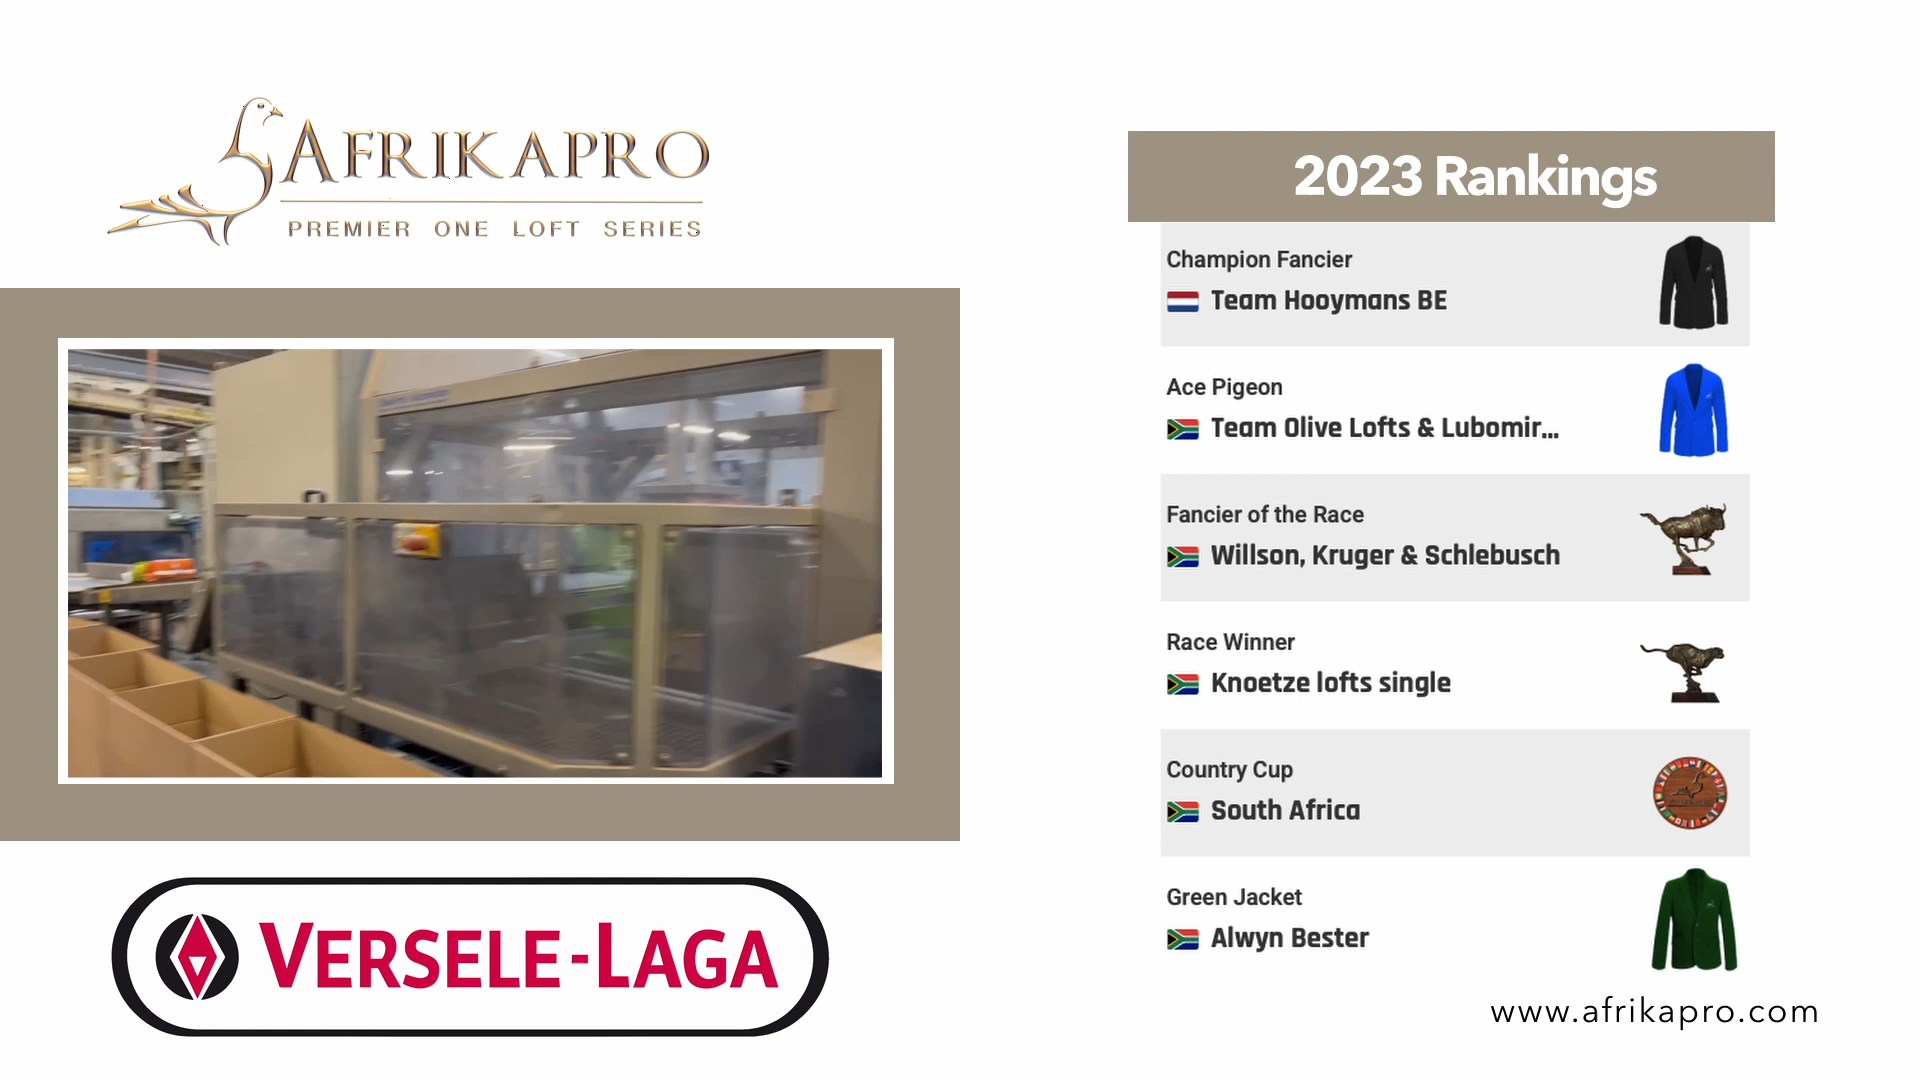 AFRIKAPRO
PREMIER ONE LOFT SERIES
VERSELE-LAGA
2023 Rankings
Champion Fancier
Team Hooymans BE
Ace Pigeon
Team Olive Lofts & Lubomir...
Fancier of the Race
Willson, Kruger & Schlebusch
Race Winner
Knoetze lofts single
Country Cup
South Africa
Green Jacket
Alwyn Bester
www.afrikapro.com